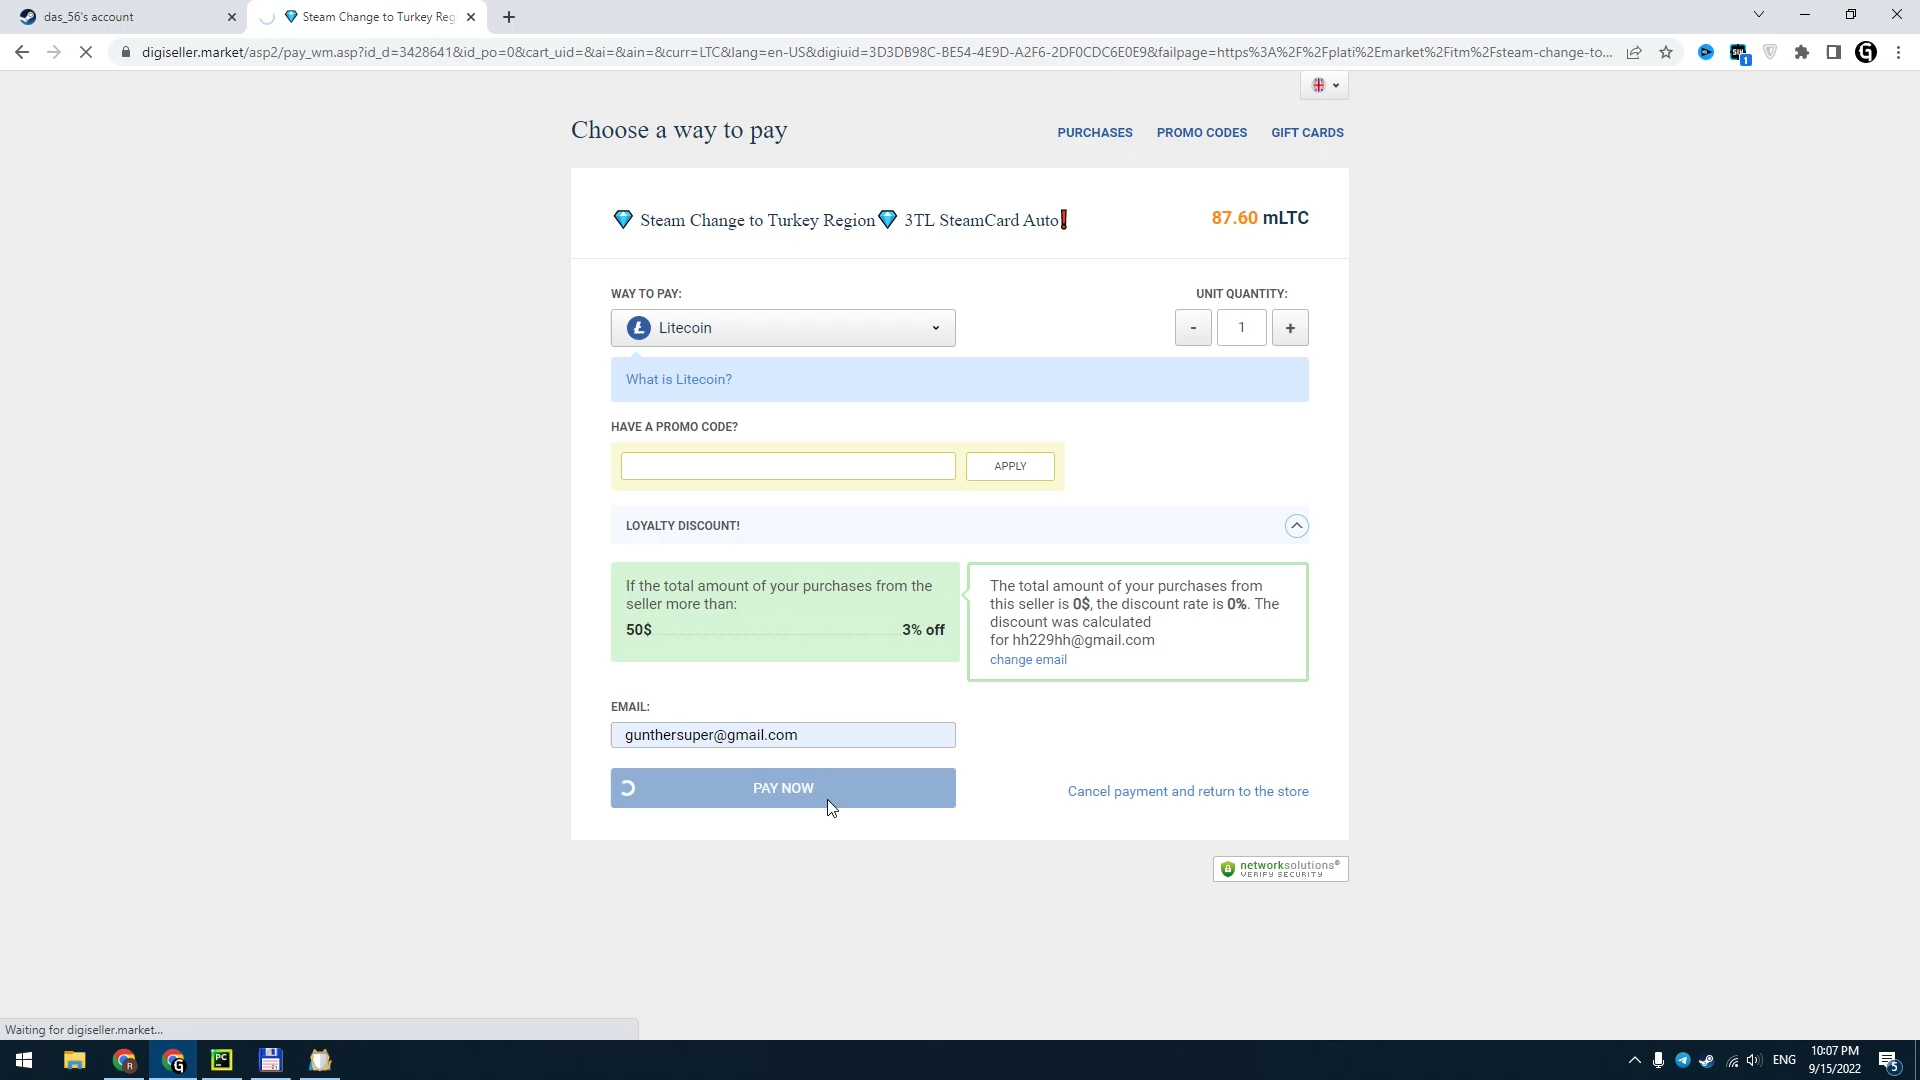 das_56's account
Steam Change to Turkey Reg
digiseller.market/asp2/pay_wm.asp?id_d=3428641&id_po=0&cart_uid=&ai=&ain=&curr=LTC&lang=en-US&digiuid=3D3DB98C-BE54-4E9D-A2F6-2DF0CDC6E0E9&failpage=https%3A%2F%2Fplati%2Emarket%2Fitm%2Fsteam-change-to...
Choose a way to pay
PURCHASES PROMO CODES GIFT CARDS
💎 Steam Change to Turkey Region💎 3TL SteamCard Auto❗
87.60 mLTC
WAY TO PAY:
UNIT QUANTITY:
Litecoin
- 1 +
What is Litecoin?
HAVE A PROMO CODE?
APPLY
LOYALTY DISCOUNT!
If the total amount of your purchases from the
seller more than:
50$ 3% off
The total amount of your purchases from
this seller is 0$, the discount rate is 0%. The
discount was calculated
for hh229hh@gmail.com
change email
EMAIL:
gunthersuper@gmail.com
PAY NOW
Cancel payment and return to the store
networksolutions®
VERIFY SECURITY
Waiting for digiseller.market...
ENG
10:07 PM
9/15/2022
5